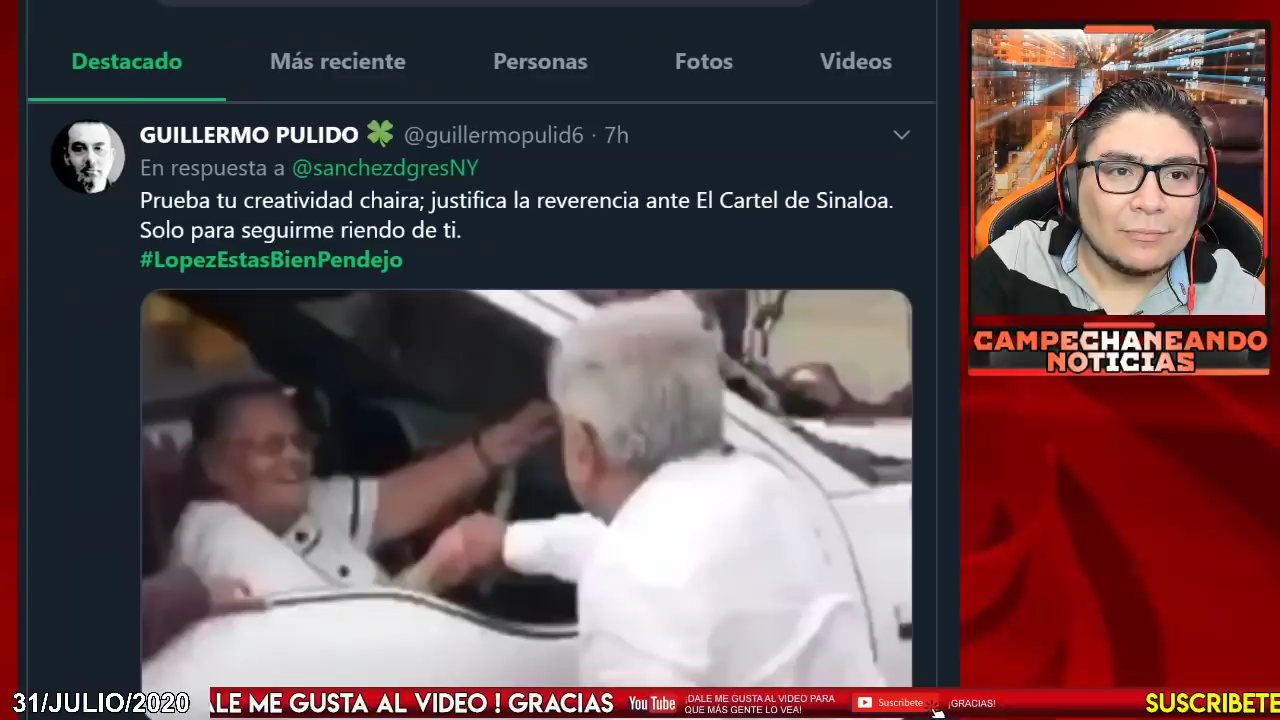 Destacado
Más reciente
Personas
Fotos
Videos
GUILLERMO PULIDO 🍀 @guillermopulid6 · 7h
En respuesta a @sanchezdgresNY
Prueba tu creatividad chaira; justifica la reverencia ante El Cartel de Sinaloa.
Solo para seguirme riendo de ti.
#LopezEstasBienPendejo
CAMPECHANEANDO
NOTICIAS
31/JULIO/2020
ALE ME GUSTA AL VIDEO ! GRACIAS
YouTube
¡DALE ME GUSTA AL VIDEO PARA
QUE MÁS GENTE LO VEA!
Suscribete
¡GRACIAS!
SUSCRIBETE